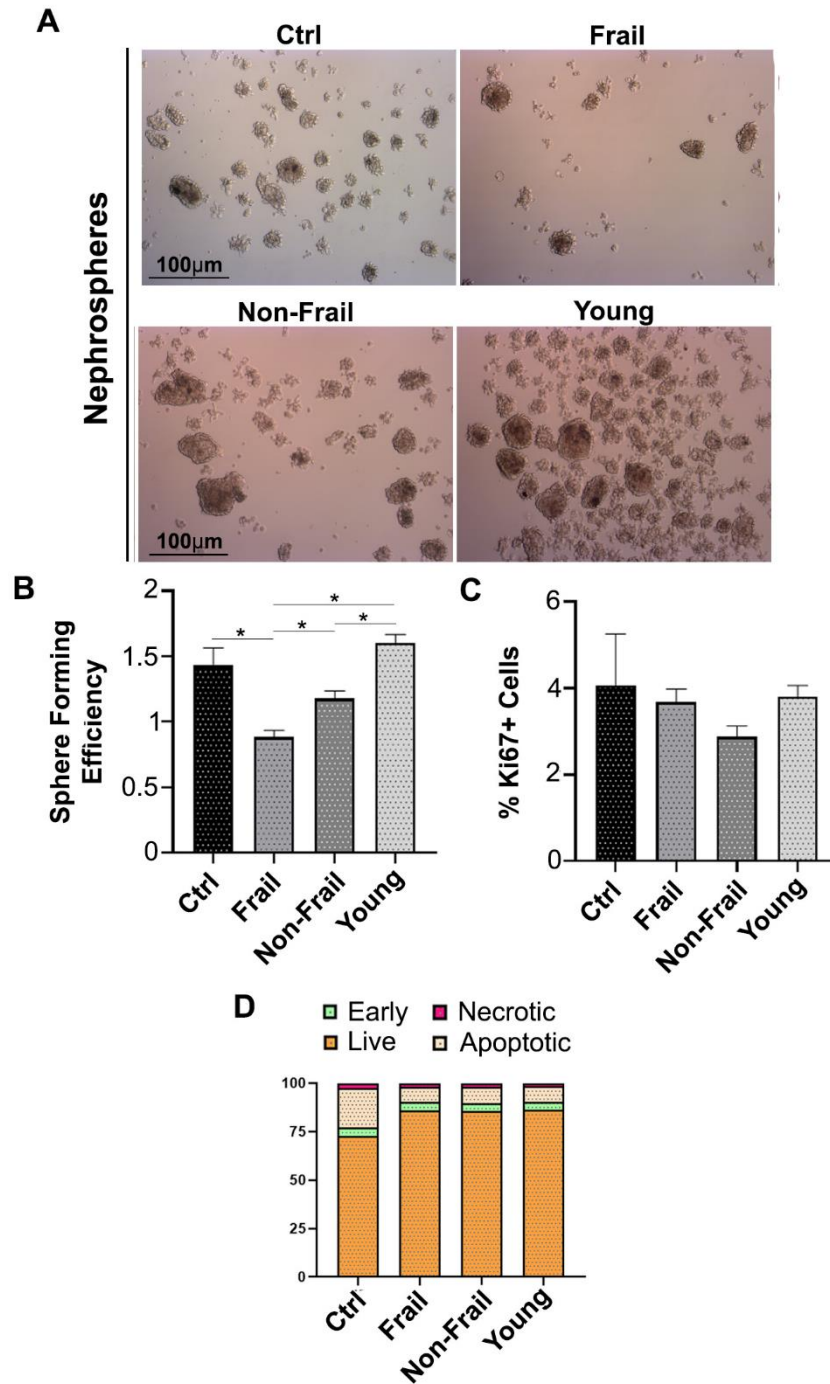 A
Ctrl
Frail
Nephrospheres
100µm
Non-Frail
Young
100µm
B
Sphere Forming
Efficiency
2
1.5
1
0.5
0
*
*
*
*
Ctrl
Frail
Non-Frail
Young
C
% Ki67+ Cells
6
4
2
0
Ctrl
Frail
Non-Frail
Young
D
Early
Necrotic
Live
Apoptotic
100
75
50
25
0
Ctrl
Frail
Non-Frail
Young